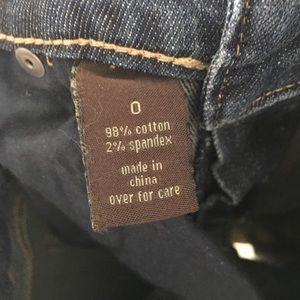 0
98% cotton
2% spandex
made in
china
over for care